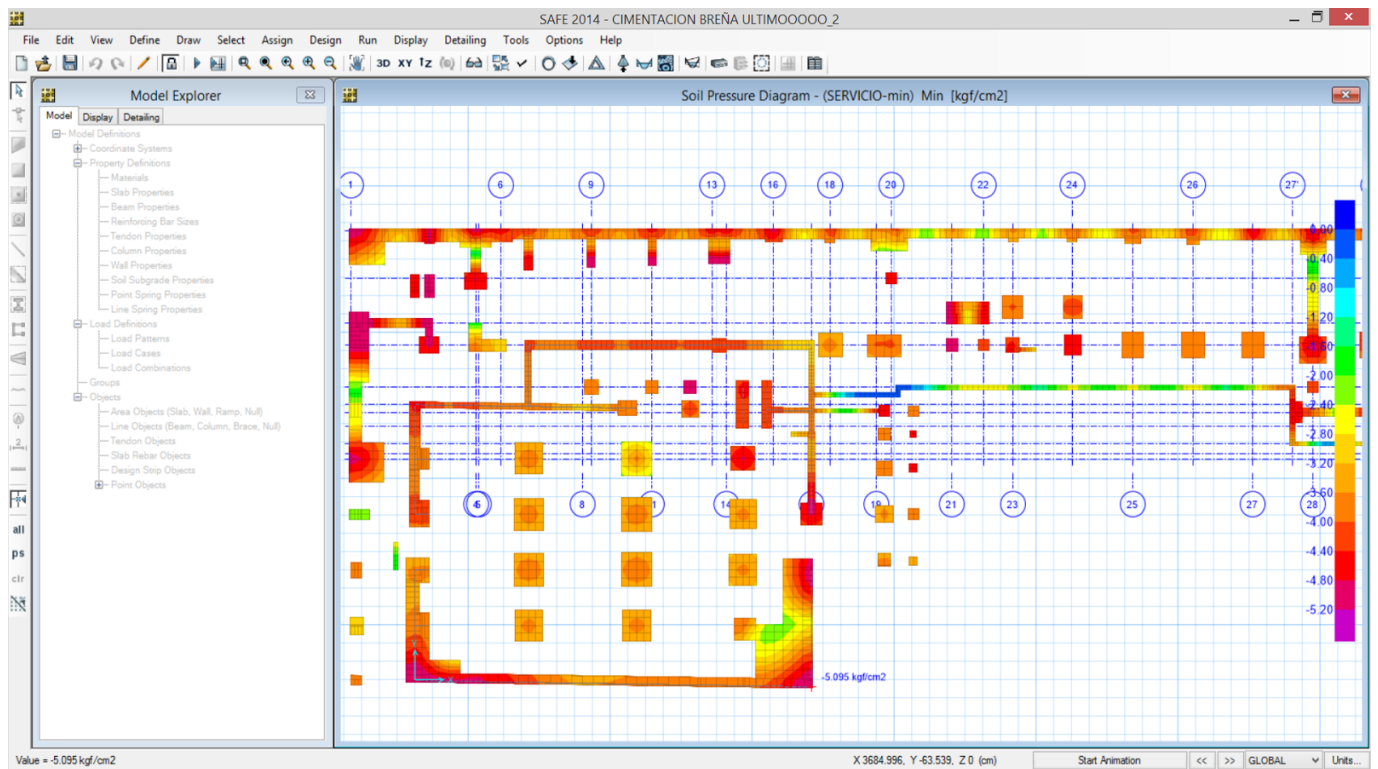 SAFE 2014 - CIMENTACION BREÑA ULTIMOOOOO_2
File Edit View Define Draw Select Assign Design Run Display Detailing Tools Options Help
3D XY
Model Explorer
Model Display Detailing
Model Definitions
Coordinate Systems
Property Definitions
Materials
Slab Properties
Beam Properties
Reinforcing Bar Sizes
Tendon Properties
Column Properties
Wall Properties
Soil Subgrade Properties
Point Spring Properties
Line Spring Properties
Load Definitions
Load Patterns
Load Cases
Load Combinations
Groups
Objects
Area Objects (Slab, Wall, Ramp, Null)
Line Objects (Beam, Column, Brace, Null)
Tendon Objects
Slab Rebar Objects
Design Strip Objects
Point Objects
all
ps
clr
Soil Pressure Diagram - (SERVICIO-min) Min [kgf/cm2]
1 6 9 13 16 18 20 22 24 26 27'
8 14 19 21 23 25 27 28
0.00
-0.40
-0.80
-1.20
-1.60
-2.00
-2.40
-2.80
-3.20
-3.60
-4.00
-4.40
-4.80
-5.20
-5.095 kgf/cm2
Value = -5.095 kgf/cm2
X 3684.996, Y -63.539, Z 0 (cm)
Start Animation << >> GLOBAL Units...